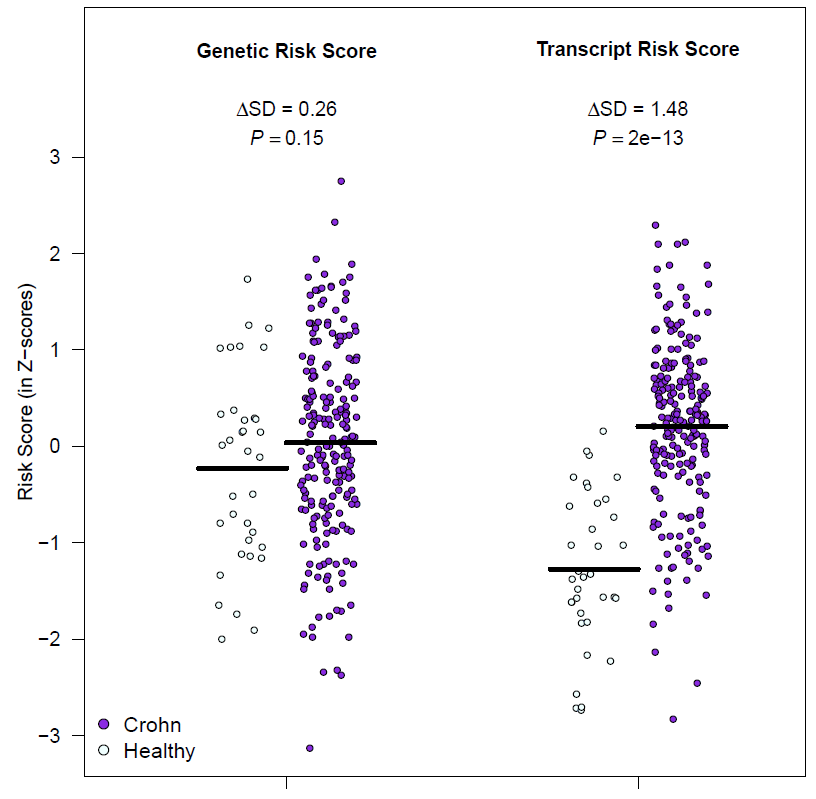 Genetic Risk Score
Transcript Risk Score
ΔSD = 0.26
ΔSD = 1.48
P = 0.15
P = 2e−13
3
2
1
0
−1
−2
−3
Risk Score (in Z−scores)
Crohn
Healthy